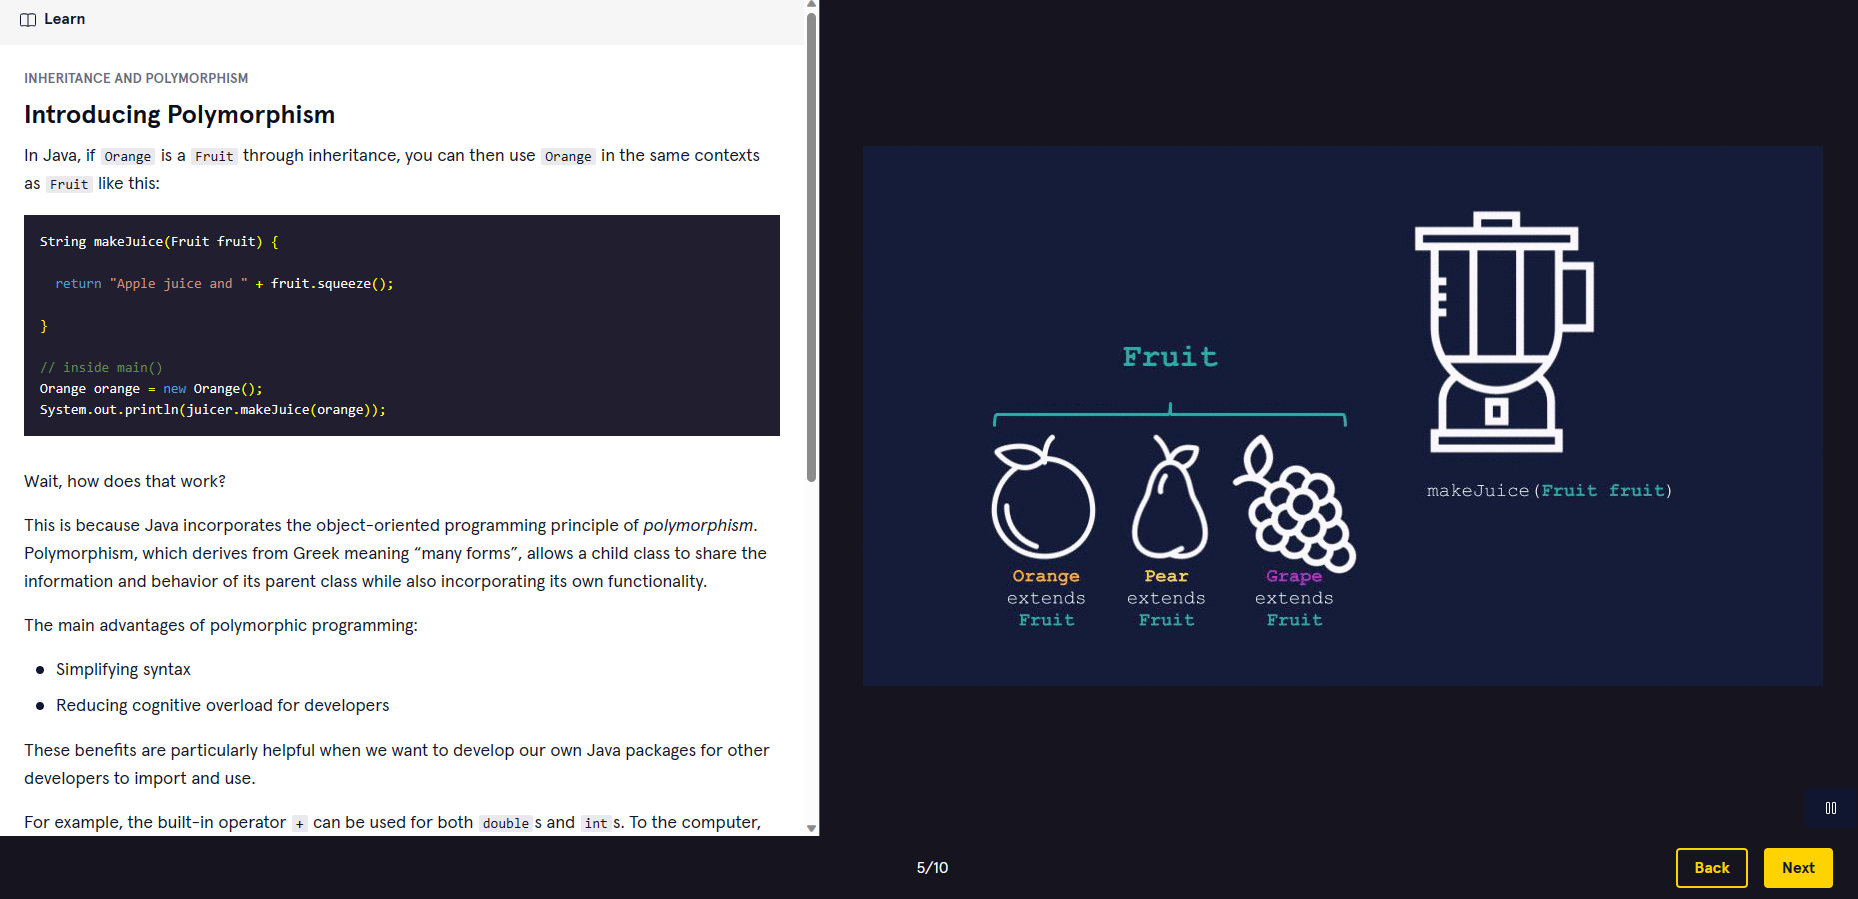 Learn
INHERITANCE AND POLYMORPHISM
Introducing Polymorphism
In Java, if Orange is a Fruit through inheritance, you can then use Orange in the same contexts
as Fruit like this:
String makeJuice(Fruit fruit) {
return "Apple juice and " + fruit.squeeze();
}
// inside main()
Orange orange = new Orange();
System.out.println(juicer.makeJuice(orange));
Wait, how does that work?
This is because Java incorporates the object-oriented programming principle of polymorphism.
Polymorphism, which derives from Greek meaning “many forms”, allows a child class to share the
information and behavior of its parent class while also incorporating its own functionality.
The main advantages of polymorphic programming:
Simplifying syntax
Reducing cognitive overload for developers
These benefits are particularly helpful when we want to develop our own Java packages for other
developers to import and use.
For example, the built-in operator + can be used for both doubles and ints. To the computer,
Fruit
makeJuice(Fruit fruit)
Orange
extends
Fruit
Pear
extends
Fruit
Grape
extends
Fruit
5/10
Back
Next